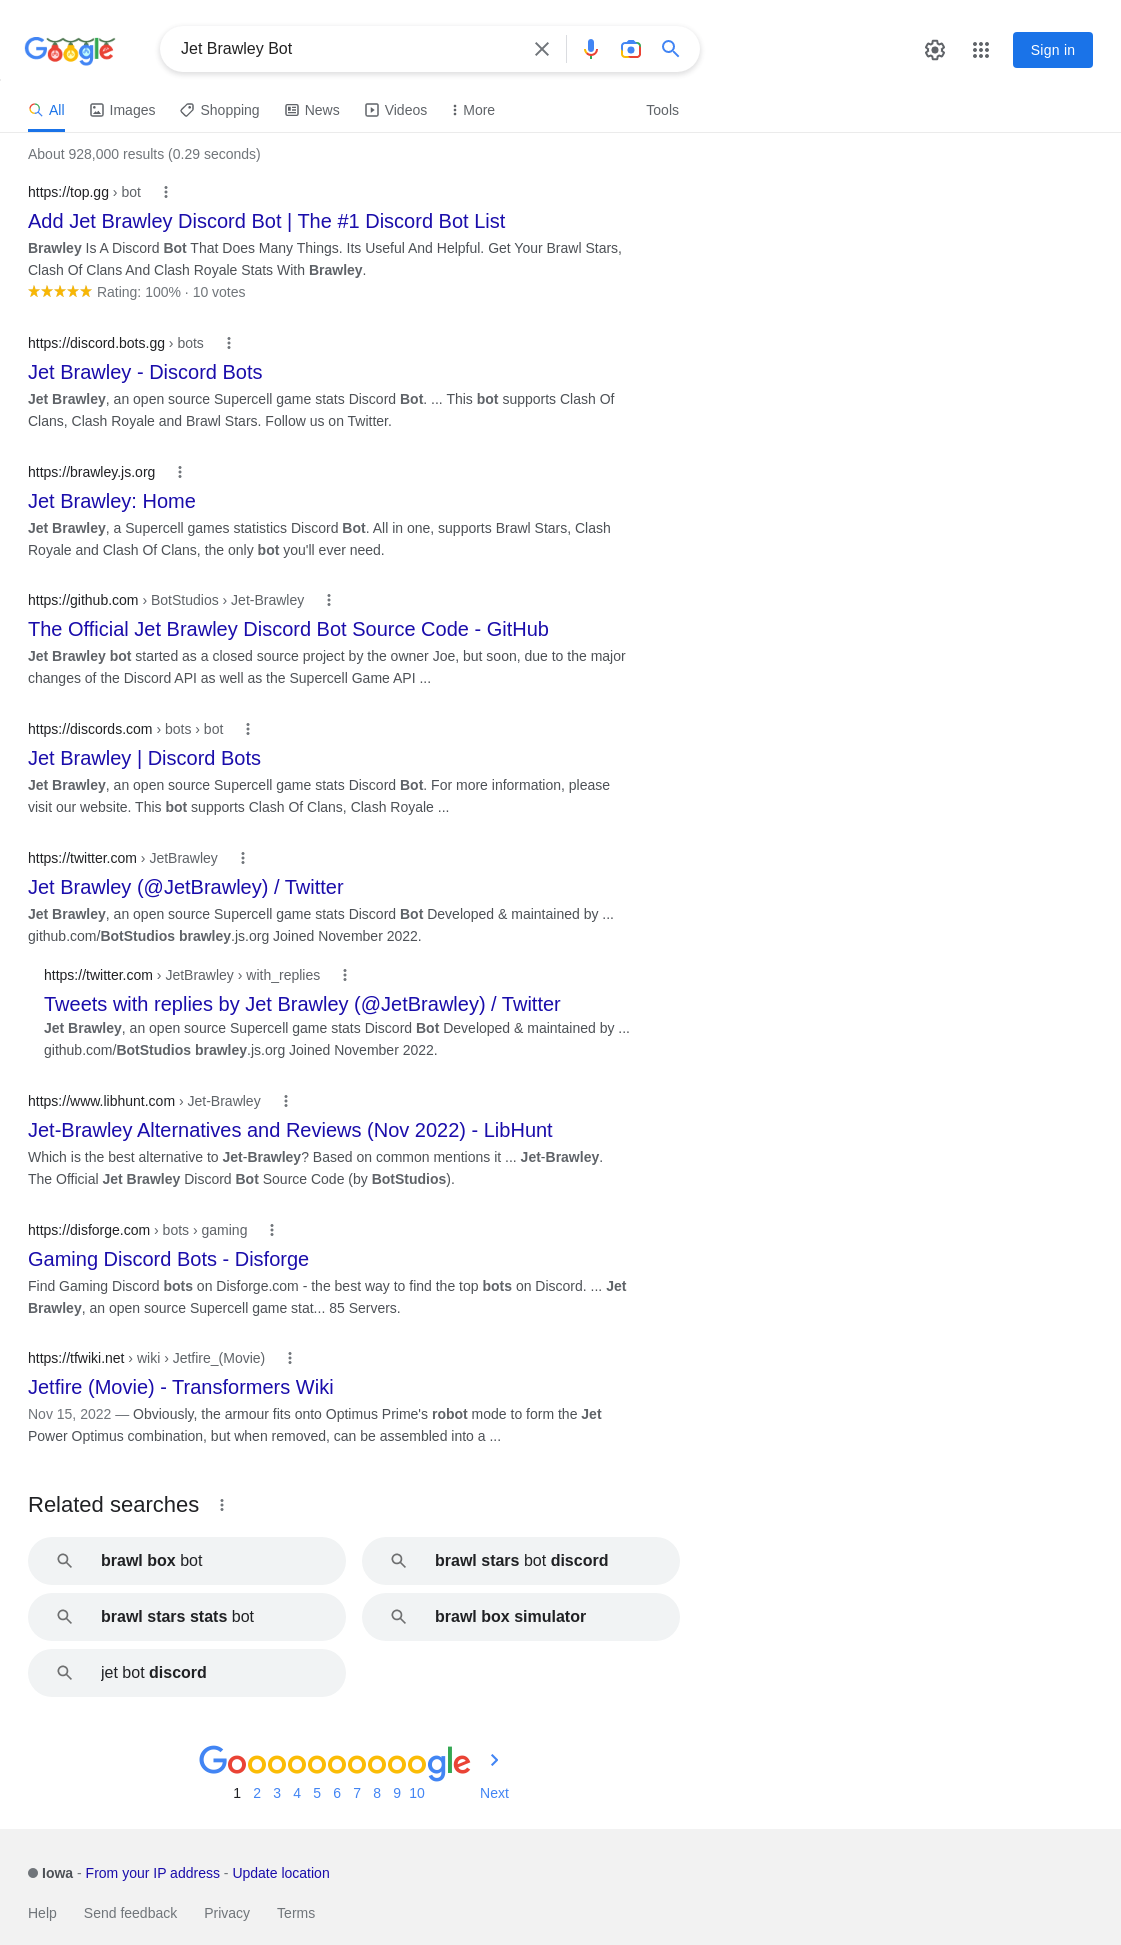 Google
Jet Brawley Bot
Sign in
All Images Shopping News Videos More Tools
About 928,000 results (0.29 seconds)
https://top.gg › bot
Add Jet Brawley Discord Bot | The #1 Discord Bot List
Brawley Is A Discord Bot That Does Many Things. Its Useful And Helpful. Get Your Brawl Stars,
Clash Of Clans And Clash Royale Stats With Brawley.
Rating: 100% · 10 votes
https://discord.bots.gg › bots
Jet Brawley - Discord Bots
Jet Brawley, an open source Supercell game stats Discord Bot. ... This bot supports Clash Of
Clans, Clash Royale and Brawl Stars. Follow us on Twitter.
https://brawley.js.org
Jet Brawley: Home
Jet Brawley, a Supercell games statistics Discord Bot. All in one, supports Brawl Stars, Clash
Royale and Clash Of Clans, the only bot you'll ever need.
https://github.com › BotStudios › Jet-Brawley
The Official Jet Brawley Discord Bot Source Code - GitHub
Jet Brawley bot started as a closed source project by the owner Joe, but soon, due to the major
changes of the Discord API as well as the Supercell Game API ...
https://discords.com › bots › bot
Jet Brawley | Discord Bots
Jet Brawley, an open source Supercell game stats Discord Bot. For more information, please
visit our website. This bot supports Clash Of Clans, Clash Royale ...
https://twitter.com › JetBrawley
Jet Brawley (@JetBrawley) / Twitter
Jet Brawley, an open source Supercell game stats Discord Bot Developed & maintained by ...
github.com/BotStudios brawley.js.org Joined November 2022.
https://twitter.com › JetBrawley › with_replies
Tweets with replies by Jet Brawley (@JetBrawley) / Twitter
Jet Brawley, an open source Supercell game stats Discord Bot Developed & maintained by ...
github.com/BotStudios brawley.js.org Joined November 2022.
https://www.libhunt.com › Jet-Brawley
Jet-Brawley Alternatives and Reviews (Nov 2022) - LibHunt
Which is the best alternative to Jet-Brawley? Based on common mentions it ... Jet-Brawley.
The Official Jet Brawley Discord Bot Source Code (by BotStudios).
https://disforge.com › bots › gaming
Gaming Discord Bots - Disforge
Find Gaming Discord bots on Disforge.com - the best way to find the top bots on Discord. ... Jet
Brawley, an open source Supercell game stat... 85 Servers.
https://tfwiki.net › wiki › Jetfire_(Movie)
Jetfire (Movie) - Transformers Wiki
Nov 15, 2022 — Obviously, the armour fits onto Optimus Prime's robot mode to form the Jet
Power Optimus combination, but when removed, can be assembled into a ...
Related searches
brawl box bot
brawl stars bot discord
brawl stars stats bot
brawl box simulator
jet bot discord
Goooooooooogle
1 2 3 4 5 6 7 8 9 10 Next
Iowa - From your IP address - Update location
Help Send feedback Privacy Terms